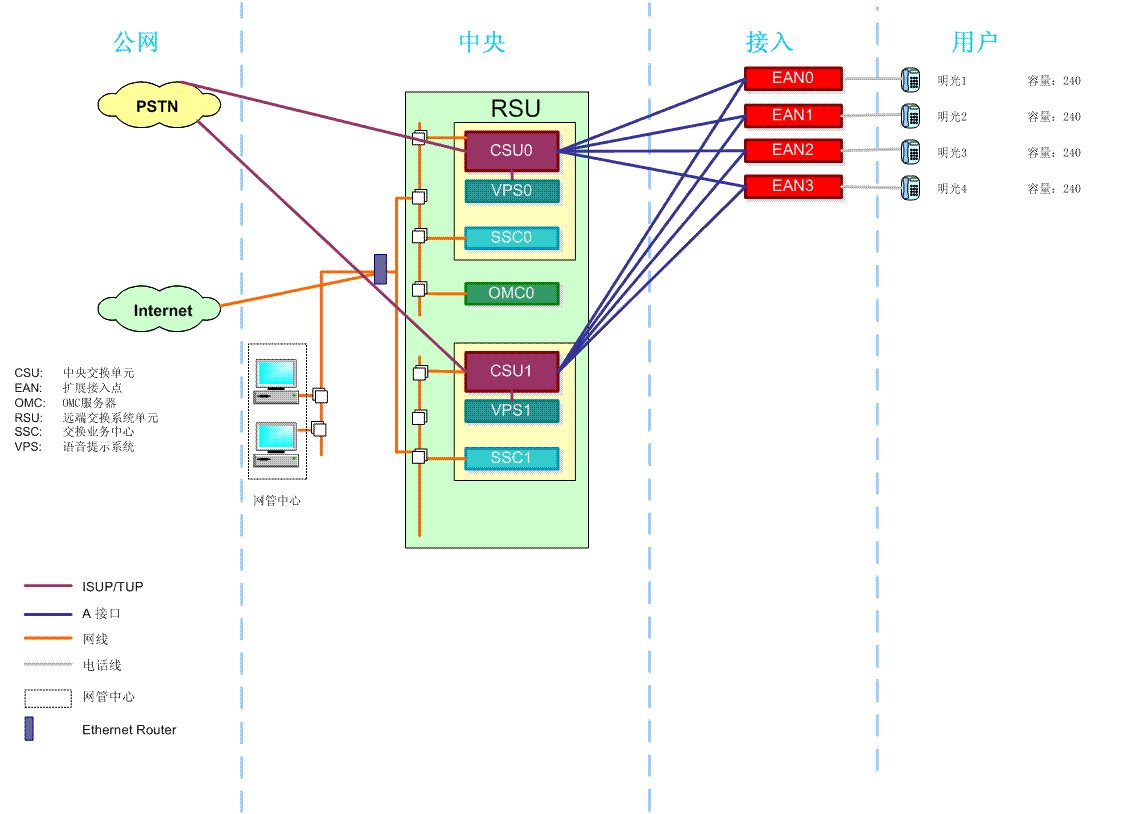 公网
中央
接入
用户
PSTN
RSU
CSU0
VPS0
SSC0
OMC0
CSU1
VPS1
SSC1
EAN0
明光1 容量: 240
EAN1
明光2 容量: 240
EAN2
明光3 容量: 240
EAN3
明光4 容量: 240
Internet
CSU: 中央交换单元
EAN: 扩展接入点
OMC: OMC服务器
RSU: 远端交换系统单元
SSC: 交换业务中心
VPS: 语音提示系统
网管中心
ISUP/TUP
A 接口
网线
电话线
网管中心
Ethernet Router